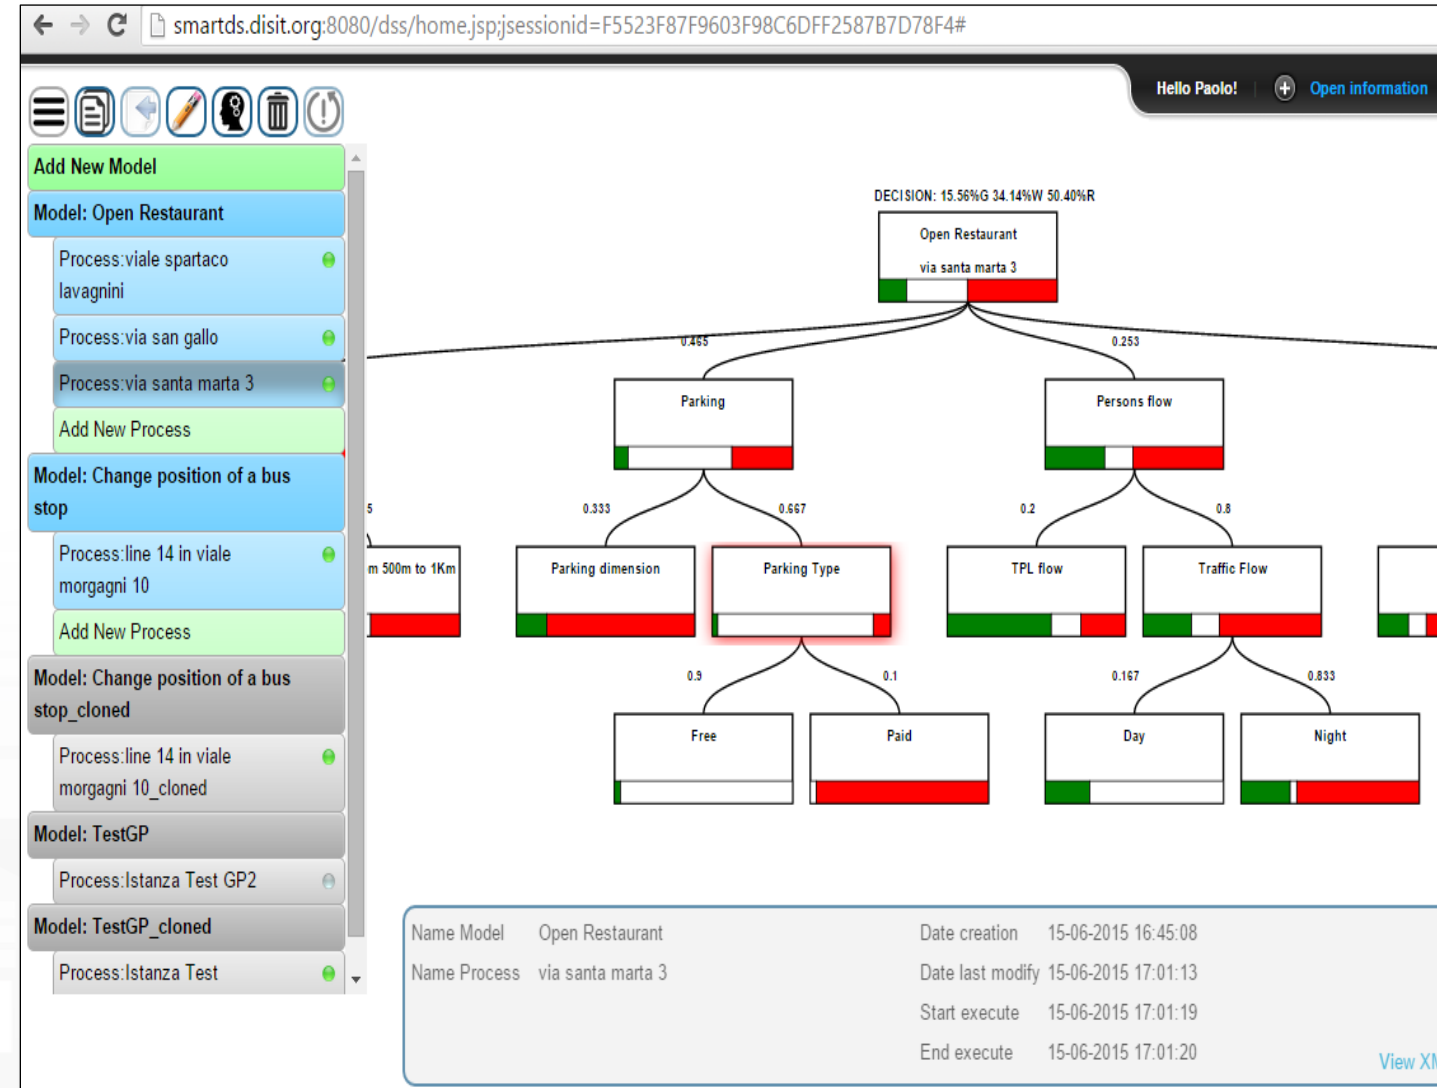 smartds.disit.org:8080/dss/home.jsp;jsessionid=F5523F87F9603F98C6DFF2587B7D78F4#
Hello Paolo!
Open information
Add New Model
Model: Open Restaurant
Process:viale spartaco
lavagnini
Process:via san gallo
Process:via santa marta 3
Add New Process
Model: Change position of a bus
stop
Process:line 14 in viale
morgagni 10
Add New Process
Model: Change position of a bus
stop_cloned
Process:line 14 in viale
morgagni 10_cloned
Model: TestGP
Process:Istanza Test GP2
Model: TestGP_cloned
Process:Istanza Test
DECISION: 15.56%G 34.14%W 50.40%R
Open Restaurant
via santa marta 3
0.465
0.253
Parking
Persons flow
5
0.333
0.667
0.2
0.8
m 500m to 1Km
Parking dimension
Parking Type
TPL flow
Traffic Flow
0.9
0.1
0.167
0.833
Free
Paid
Day
Night
Name Model Open Restaurant
Name Process via santa marta 3
Date creation 15-06-2015 16:45:08
Date last modify 15-06-2015 17:01:13
Start execute 15-06-2015 17:01:19
End execute 15-06-2015 17:01:20
View